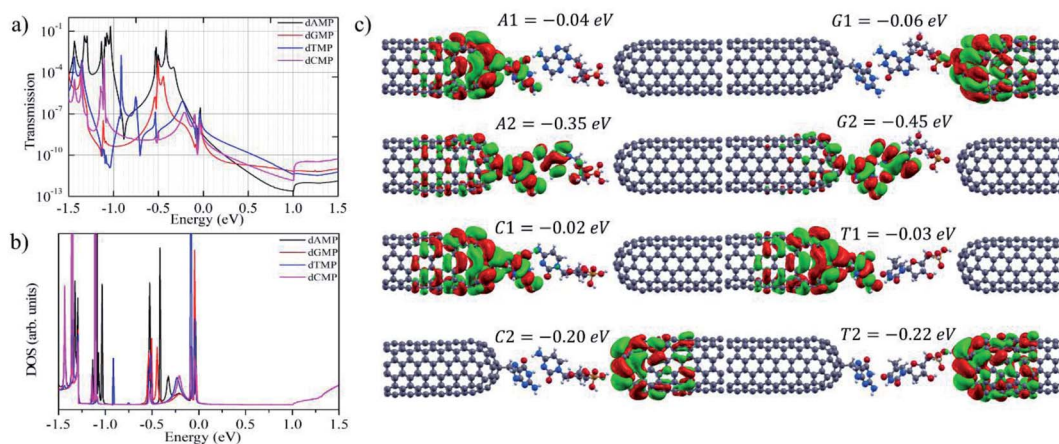 a)
dAMP
dGMP
dTMP
dCMP
Transmission
10⁻¹
10⁻⁴
10⁻⁷
10⁻¹⁰
10⁻¹³
-1.5 -1.0 -0.5 0.0 0.5 1.0 1.5
Energy (eV)
b)
dAMP
dGMP
dTMP
dCMP
DOS (arb. units)
-1.5 -1.0 -0.5 0.0 0.5 1.0 1.5
Energy (eV)
c)
A1 = −0.04 eV
G1 = −0.06 eV
A2 = −0.35 eV
G2 = −0.45 eV
C1 = −0.02 eV
T1 = −0.03 eV
C2 = −0.20 eV
T2 = −0.22 eV